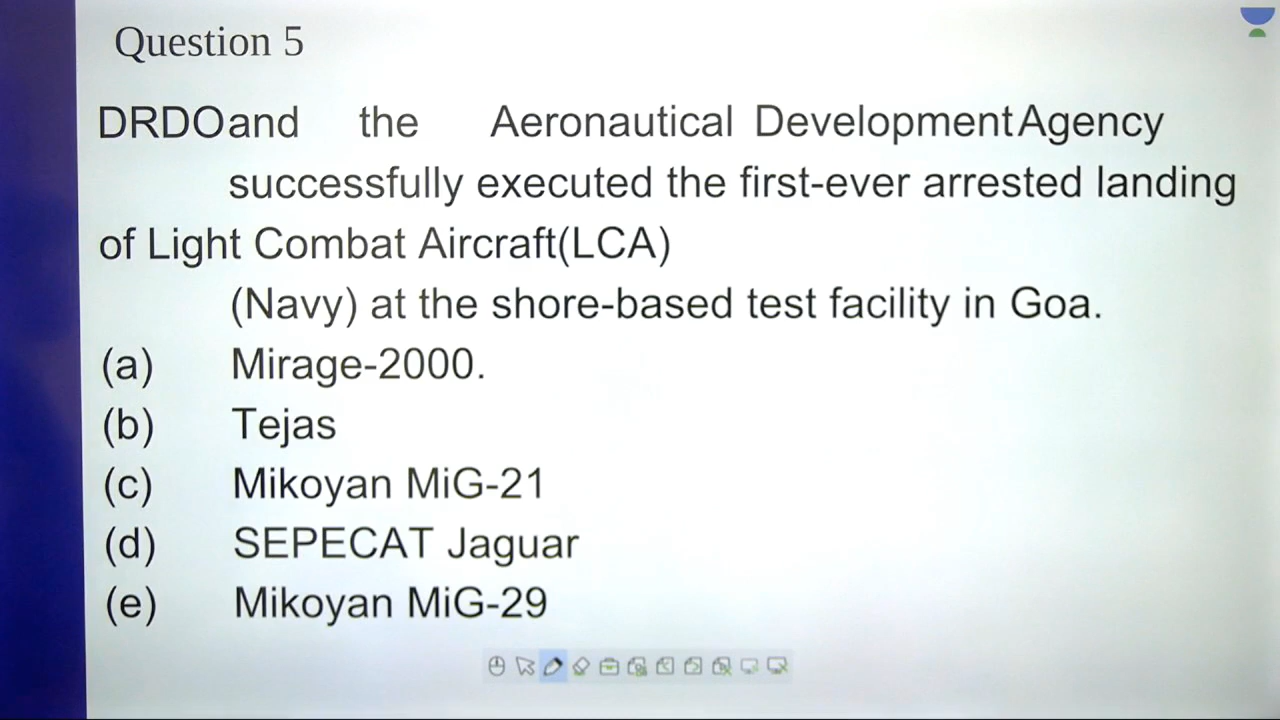 Question 5
DRDOand the Aeronautical DevelopmentAgency
successfully executed the first-ever arrested landing
of Light Combat Aircraft(LCA)
(Navy) at the shore-based test facility in Goa.
(a) Mirage-2000.
(b) Tejas
(c) Mikoyan MiG-21
(d) SEPECAT Jaguar
(e) Mikoyan MiG-29